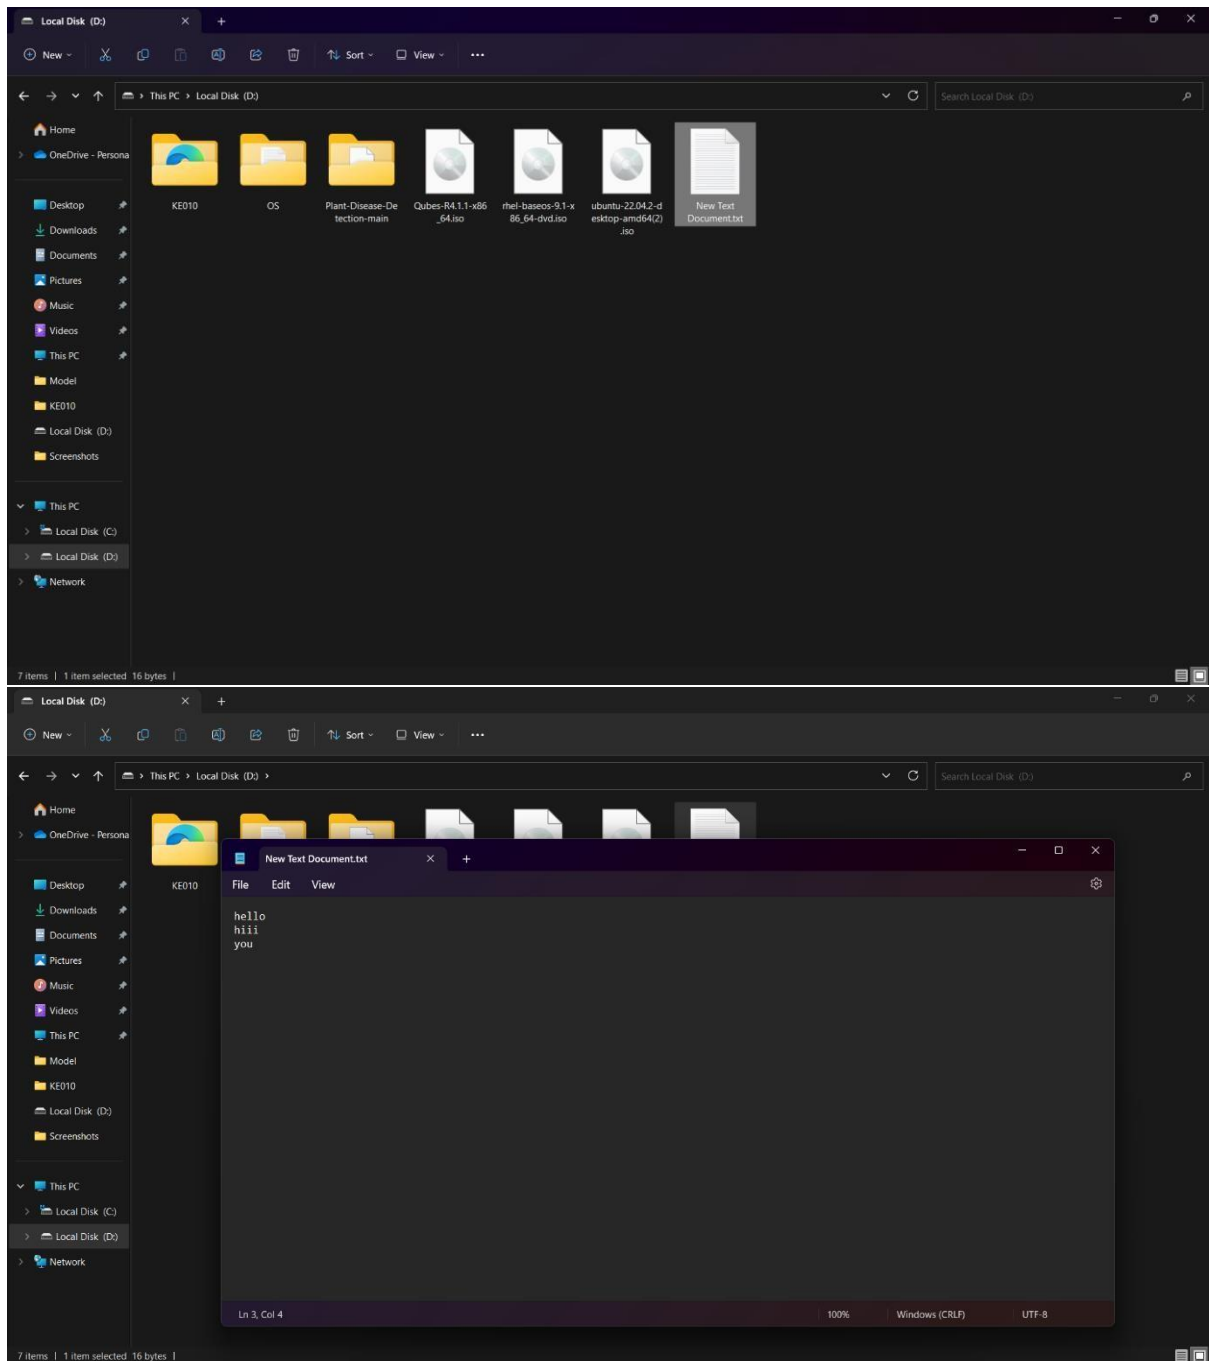 Local Disk (D:)
New
Sort
View
This PC > Local Disk (D:)
Search Local Disk (D:)
Home
OneDrive - Persona
Desktop
Downloads
Documents
Pictures
Music
Videos
This PC
Model
KE010
Local Disk (D:)
Screenshots
This PC
Local Disk (C:)
Local Disk (D:)
Network
KE010
OS
Plant-Disease-De
tection-main
Qubes-R4.1.1-x86
_64.iso
rhel-baseos-9.1-x
86_64-dvd.iso
ubuntu-22.04.2-d
esktop-amd64(2)
.iso
New Text
Document.txt
7 items | 1 item selected 16 bytes |
Local Disk (D:)
New
Sort
View
This PC > Local Disk (D:) >
Search Local Disk (D:)
Home
OneDrive - Persona
Desktop
Downloads
Documents
Pictures
Music
Videos
This PC
Model
KE010
Local Disk (D:)
Screenshots
This PC
Local Disk (C:)
Local Disk (D:)
Network
KE010
New Text Document.txt
File Edit View
hello
hiii
you
Ln 3, Col 4 100% Windows (CRLF) UTF-8
7 items | 1 item selected 16 bytes |